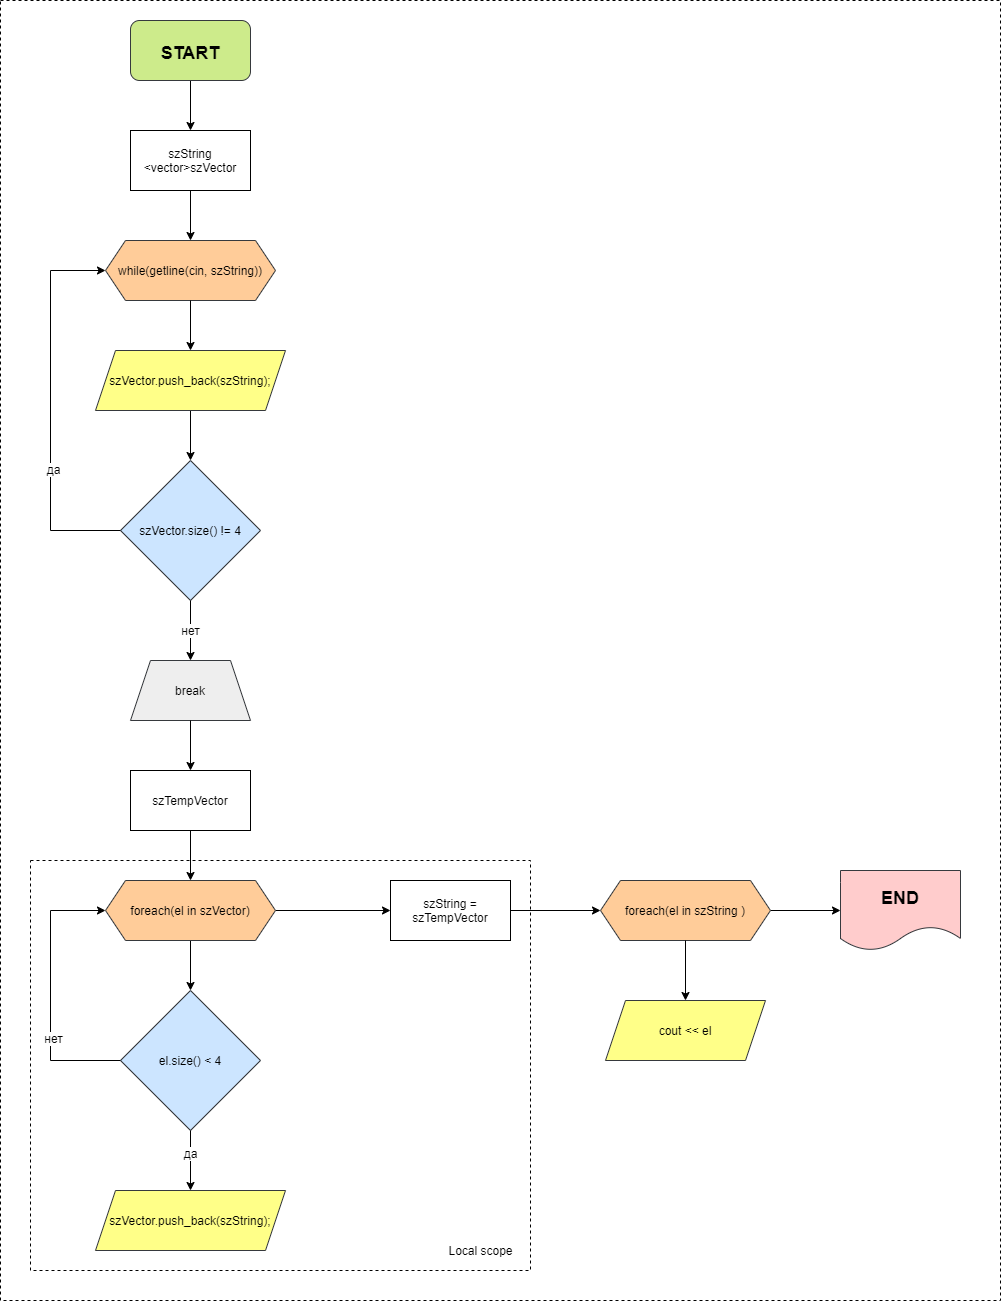 START
szString
<vector>szVector
while(getline(cin, szString))
szVector.push_back(szString);
да
szVector.size() != 4
нет
break
szTempVector
foreach(el in szVector)
szString =
szTempVector
foreach(el in szString )
END
нет
el.size() < 4
cout << el
да
szVector.push_back(szString);
Local scope